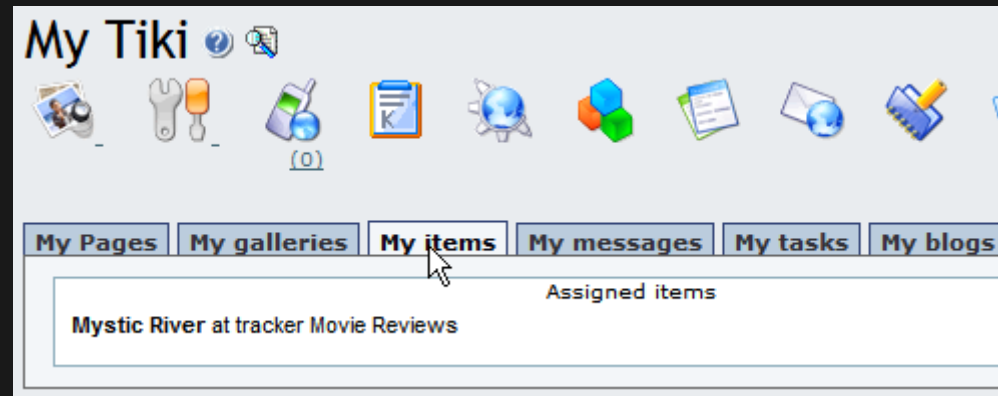 My Tiki
(0)
My Pages My galleries My items My messages My tasks My blogs
Assigned items
Mystic River at tracker Movie Reviews